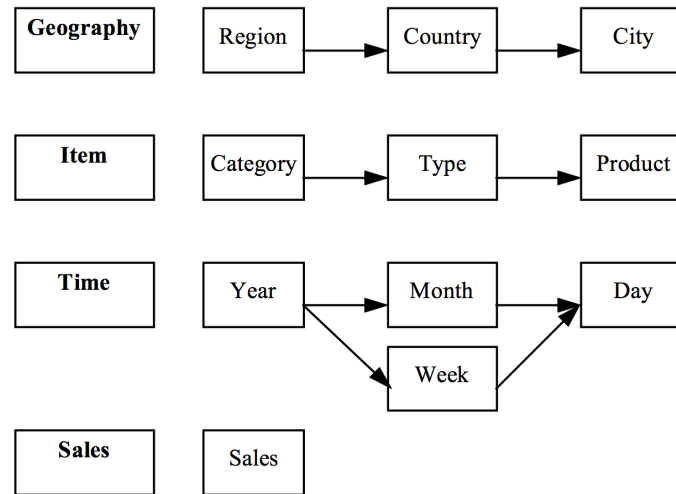 Geography
Region
Country
City
Item
Category
Type
Product
Time
Year
Month
Day
Week
Sales
Sales